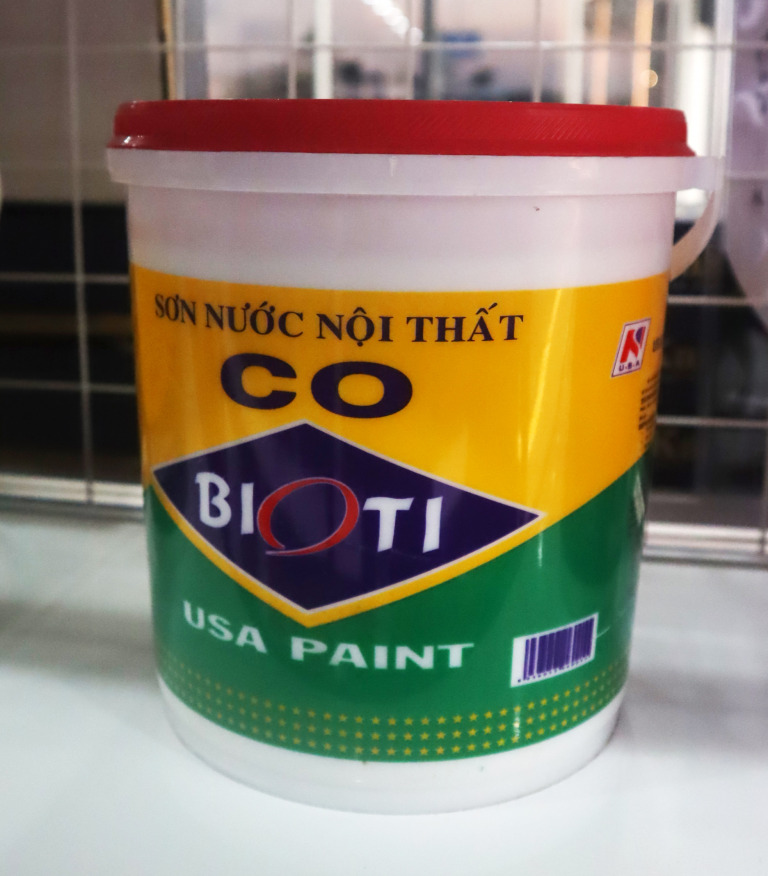 SƠN NƯỚC NỘI THẤT
CO
BIOTI
USA PAINT
N
U·S·A